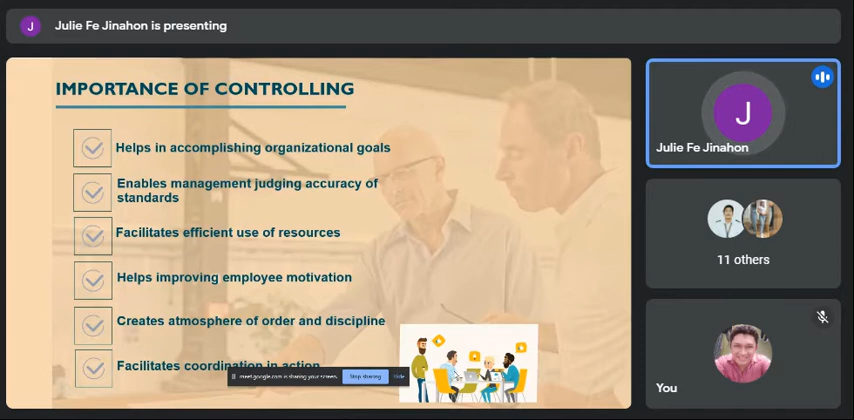 J
Julie Fe Jinahon is presenting
IMPORTANCE OF CONTROLLING
Helps in accomplishing organizational goals
Enables management judging accuracy of
standards
Facilitates efficient use of resources
Helps improving employee motivation
Creates atmosphere of order and discipline
Facilitates coordination in action
meet.google.com is sharing your screen.
Stop sharing
Hide
J
Julie Fe Jinahon
11 others
You